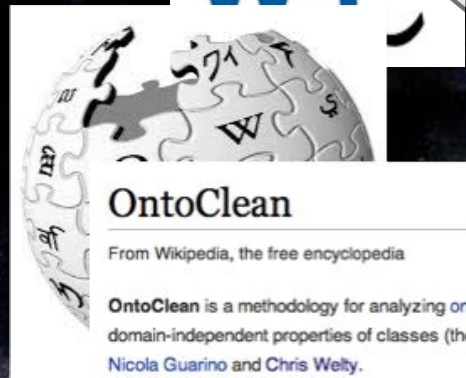 OntoClean
From Wikipedia, the free encyclopedia
OntoClean is a methodology for analyzing
domain-independent properties of classes
Nicola Guarino and Chris Welty.